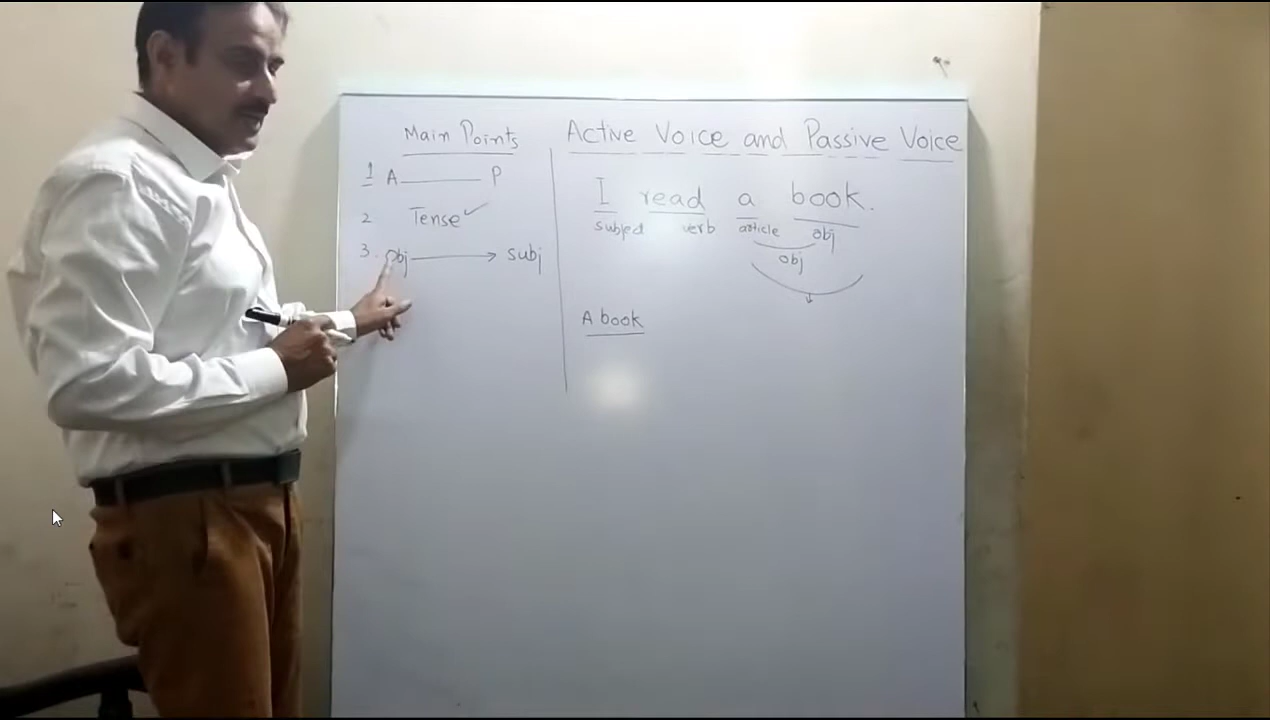 Main Points
1 A P
2 Tense ✓
3. Obj → subj
Active Voice and Passive Voice
I read a book.
subject verb article obj
obj
A book